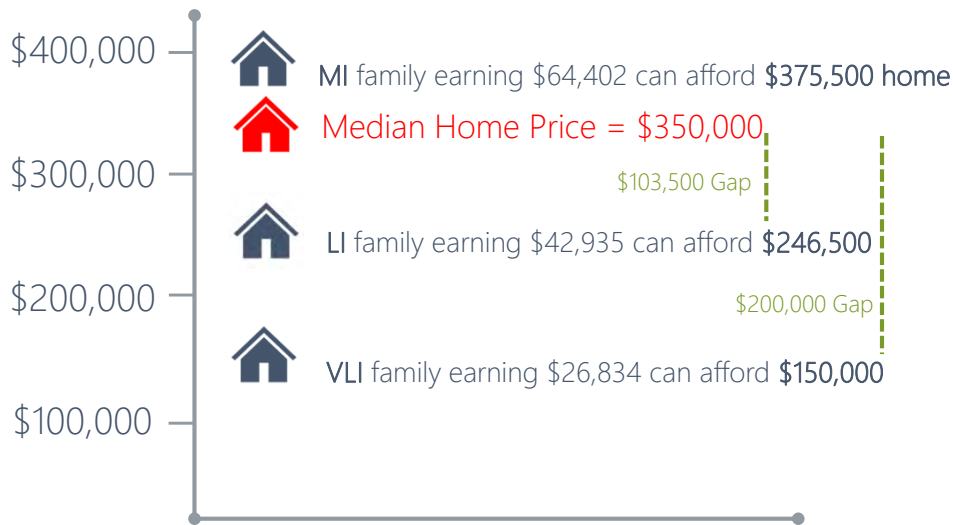 $400,000
MI family earning $64,402 can afford $375,500 home
Median Home Price = $350,000
$300,000
$103,500 Gap
LI family earning $42,935 can afford $246,500
$200,000
$200,000 Gap
VLI family earning $26,834 can afford $150,000
$100,000